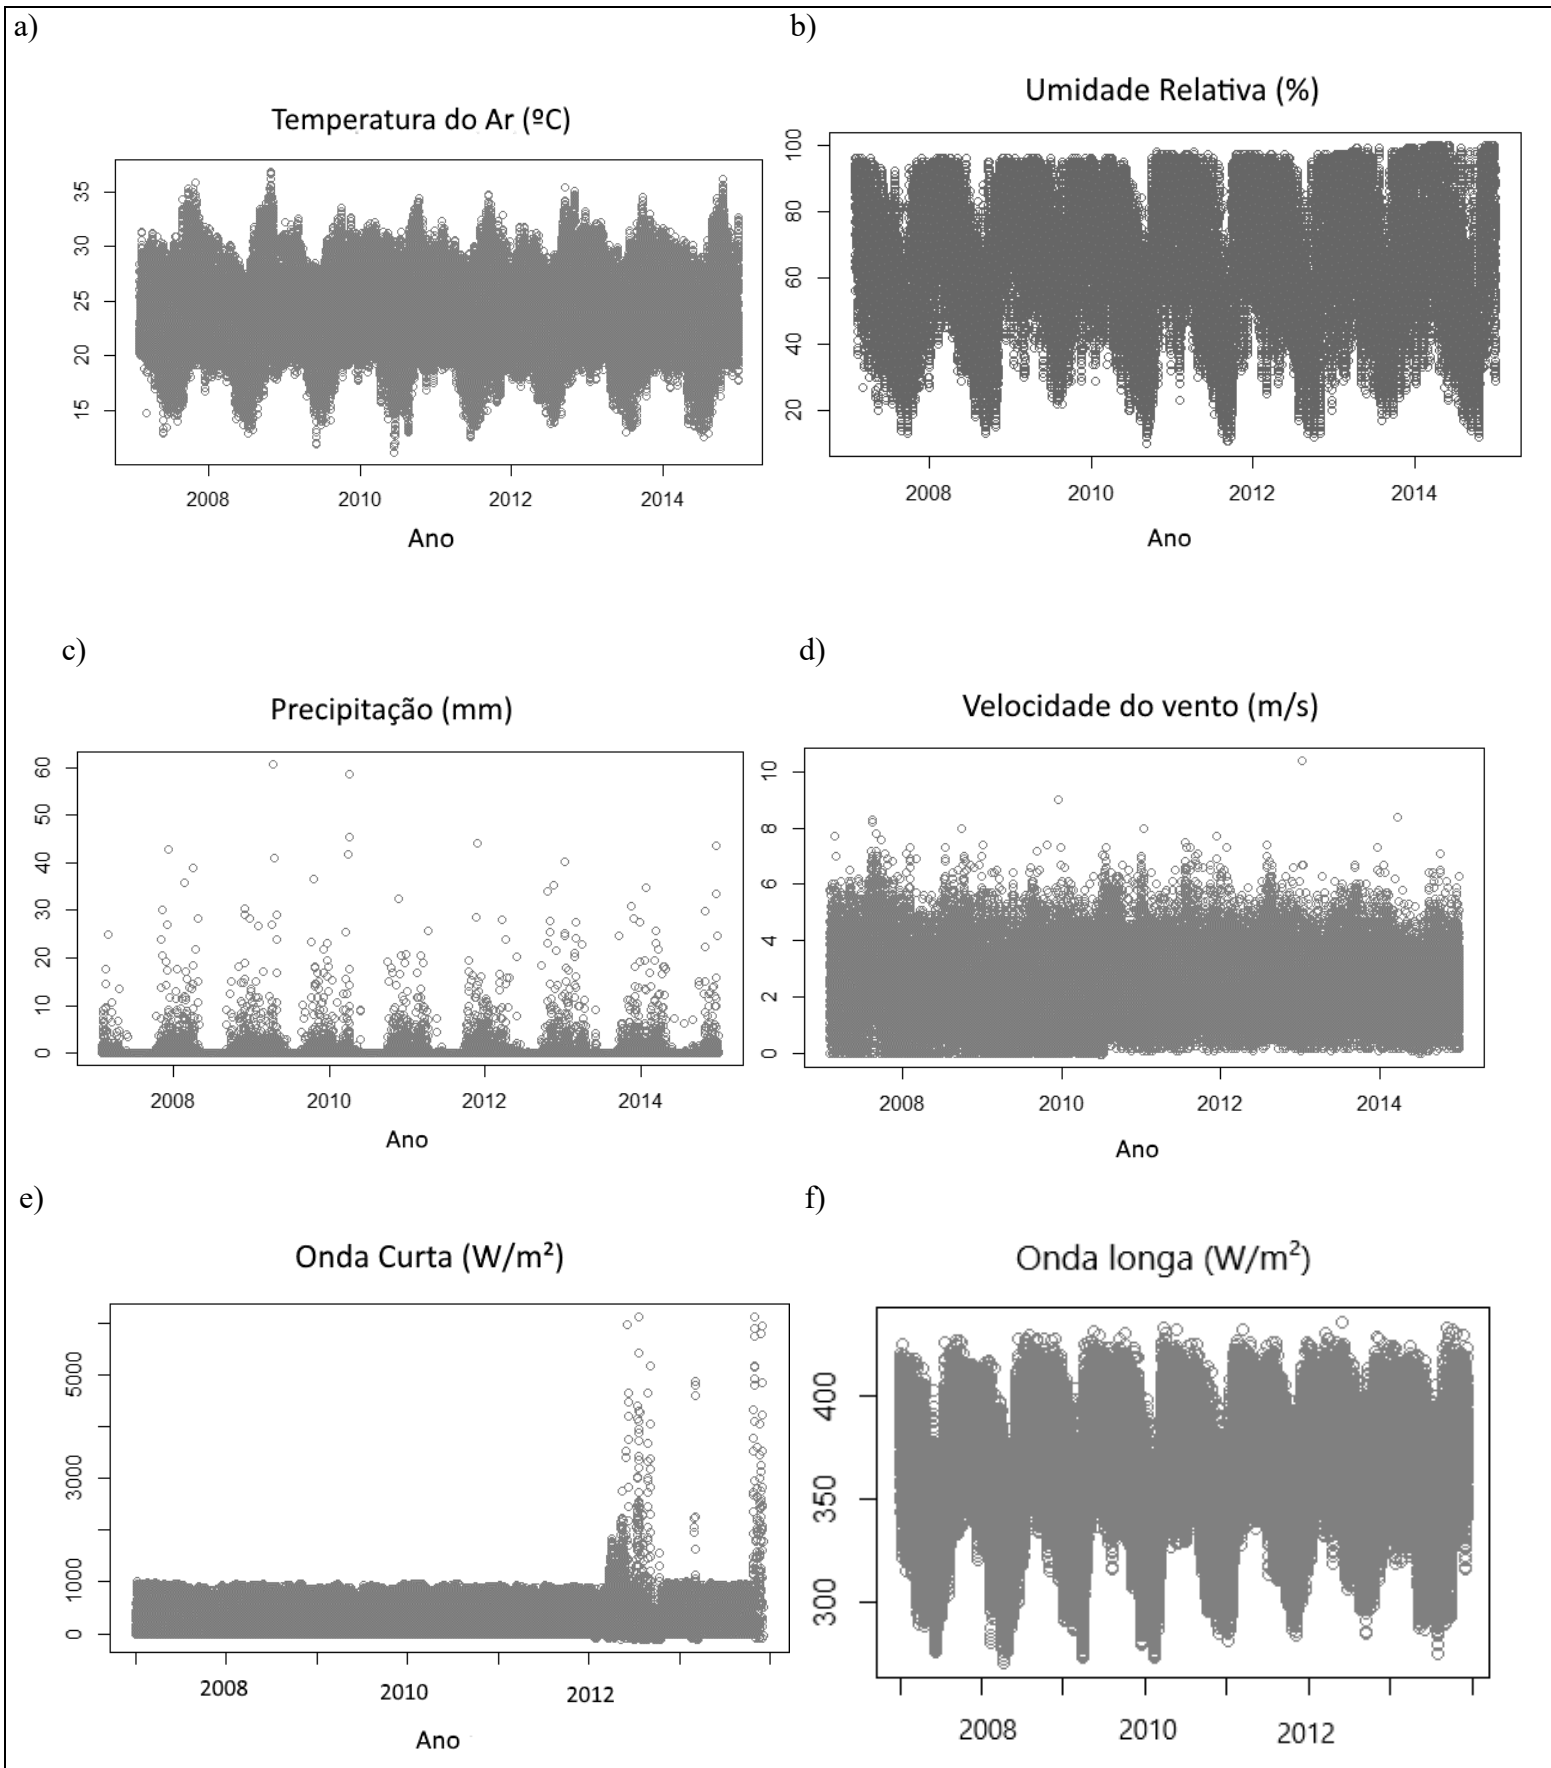 a)
b)
Temperatura do Ar (ºC)
Umidade Relativa (%)
35
30
25
20
15
2008 2010 2012 2014
Ano
100
80
60
40
20
2008 2010 2012 2014
Ano
c)
d)
Precipitação (mm)
Velocidade do vento (m/s)
60
50
40
30
20
10
0
2008 2010 2012 2014
Ano
10
8
6
4
2
0
2008 2010 2012 2014
Ano
e)
f)
Onda Curta (W/m²)
Onda longa (W/m²)
5000
3000
1000
0
2008 2010 2012
Ano
400
350
300
2008 2010 2012